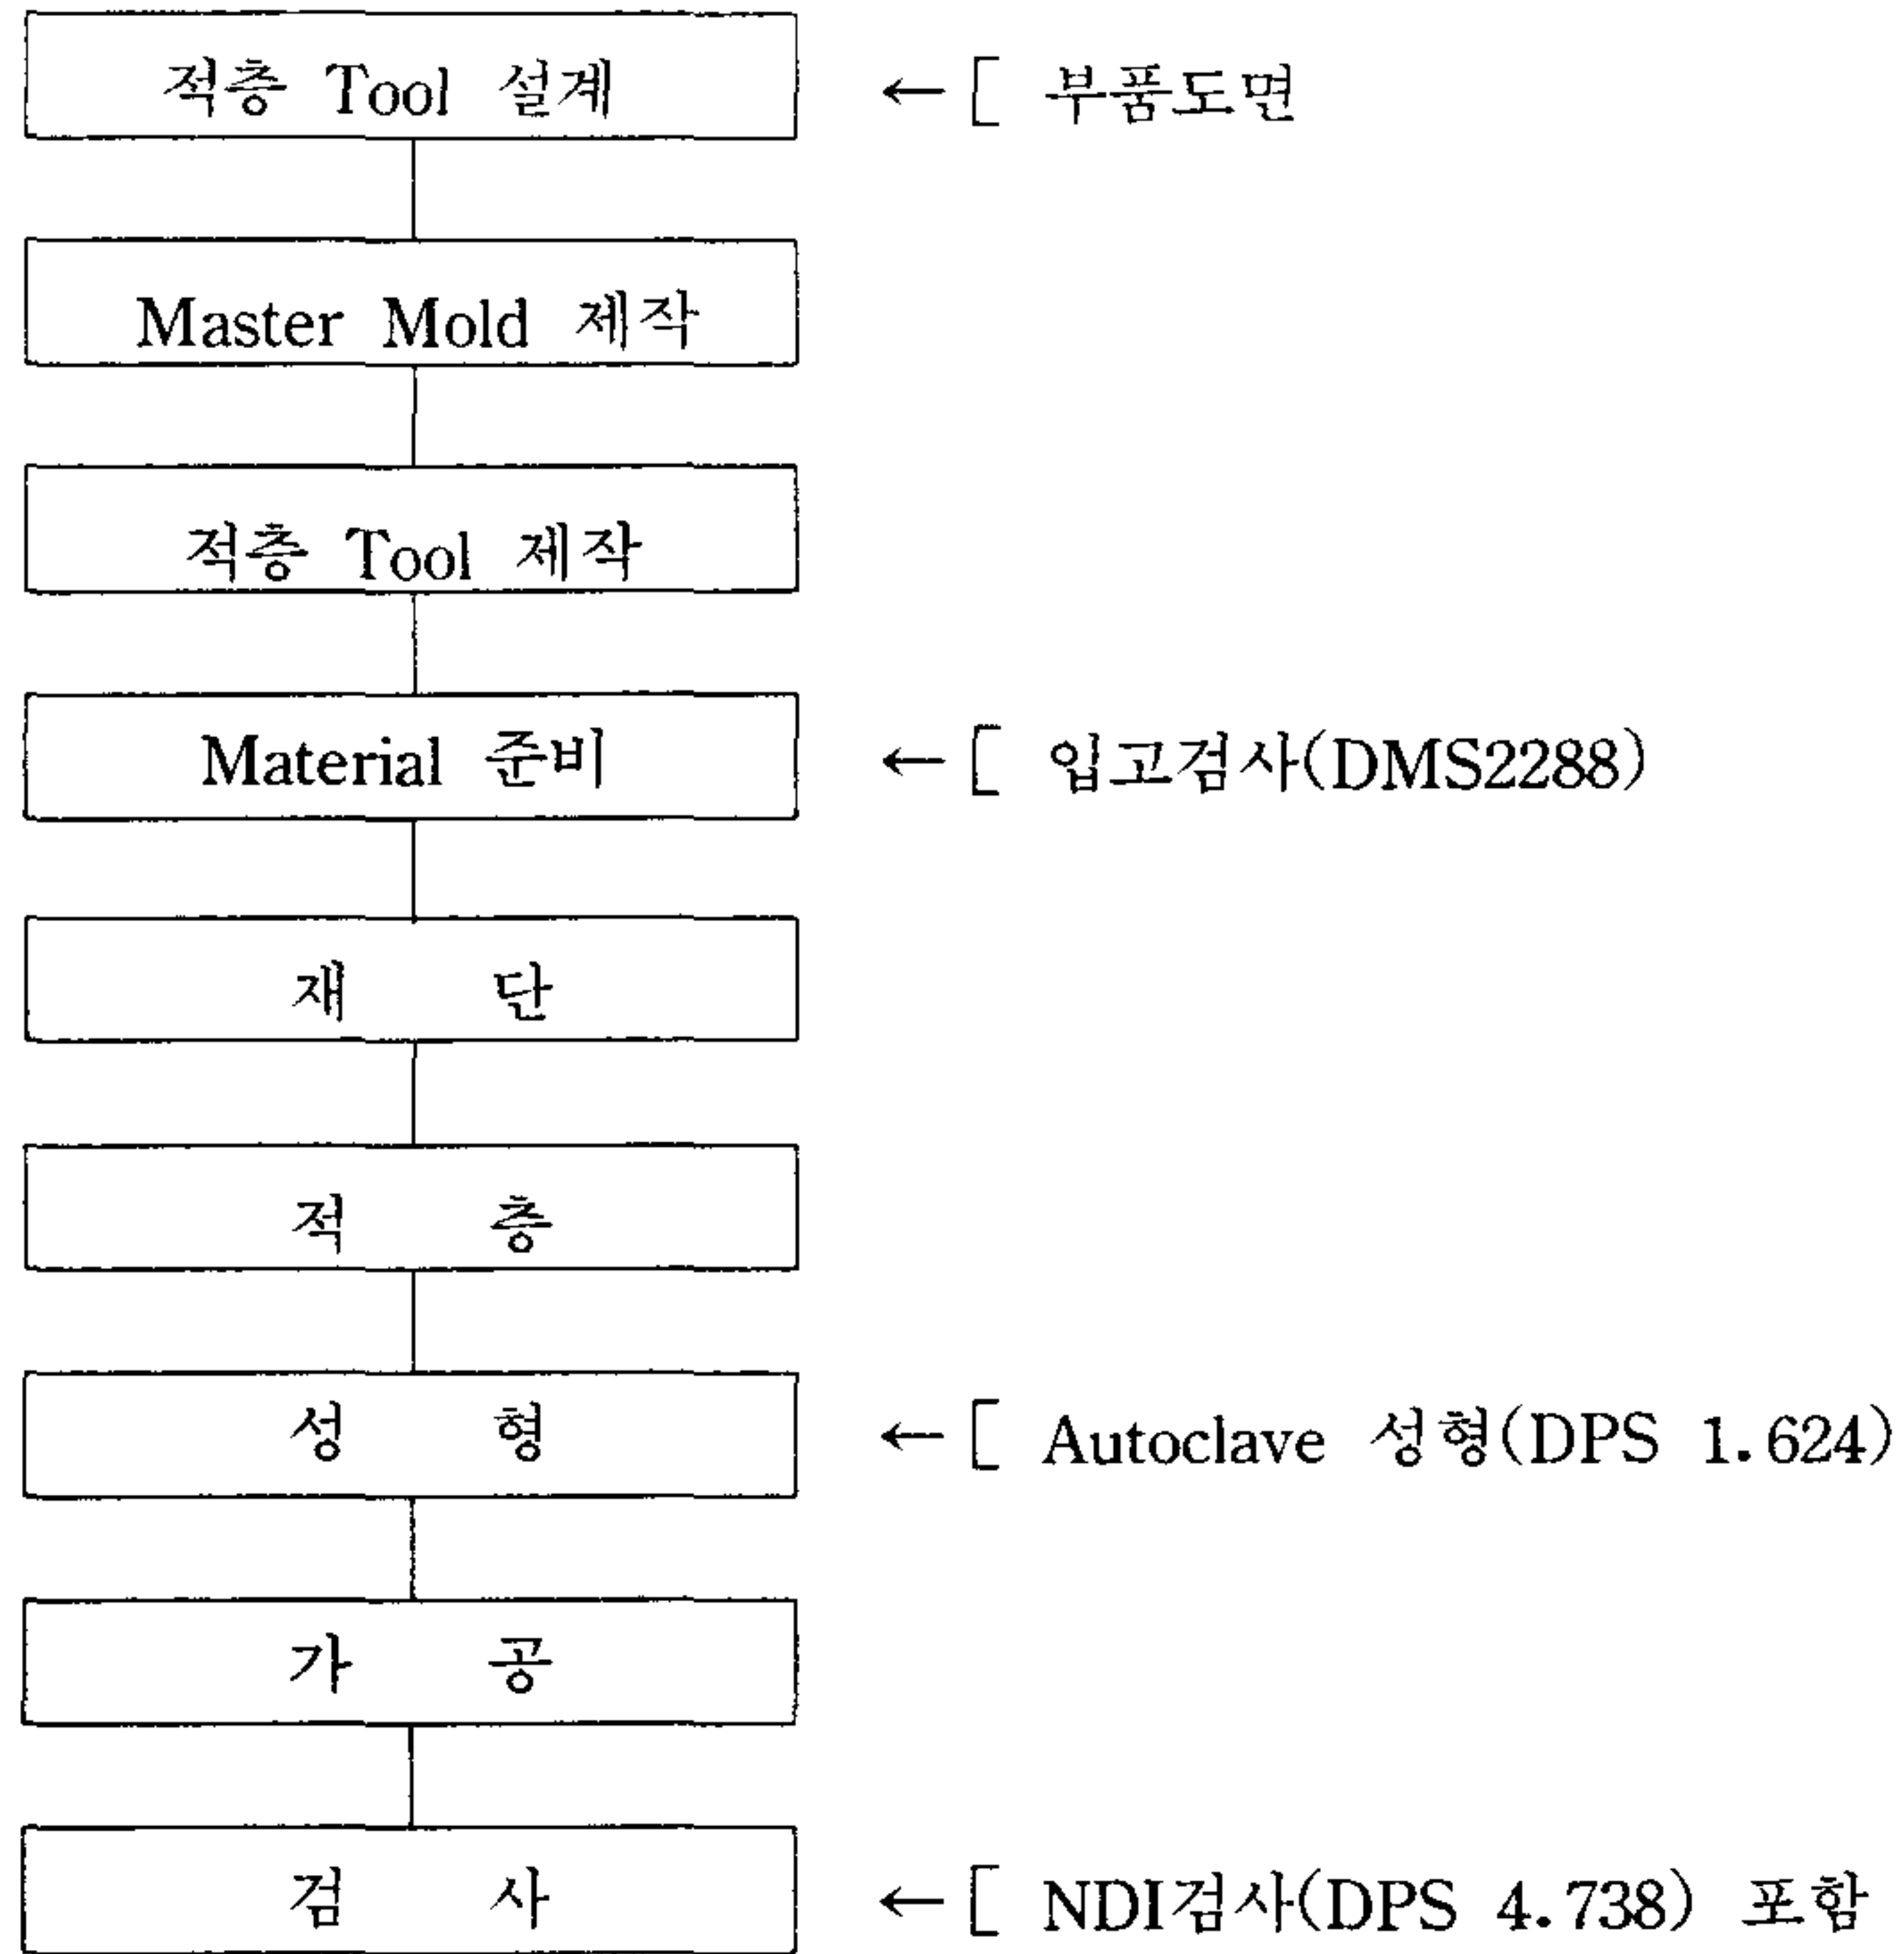 적층 Tool 설계 ← [ 부품도면
Master Mold 제작
적층 Tool 제작
Material 준비 ← [ 입고검사(DMS2288)
재 단
적 층
성 형 ← [ Autoclave 성형(DPS 1.624)
가 공
검 사 ← [ NDI검사(DPS 4.738) 포함